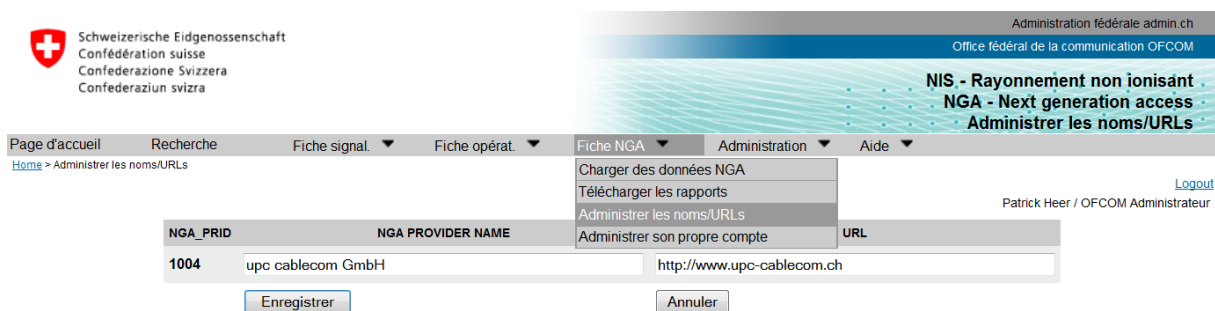 Administration fédérale admin.ch
Office fédéral de la communication OFCOM
Schweizerische Eidgenossenschaft
Confédération suisse
Confederazione Svizzera
Confederaziun svizra
NIS - Rayonnement non ionisant
NGA - Next generation access
Administrer les noms/URLs
Page d'accueil Recherche Fiche signal. Fiche opérat. Fiche NGA Administration Aide
Home > Administrer les noms/URLs
Charger des données NGA
Télécharger les rapports
Administrer les noms/URLs
Administrer son propre compte
Logout
Patrick Heer / OFCOM Administrateur
NGA_PRID NGA PROVIDER NAME URL
1004 upc cablecom GmbH http://www.upc-cablecom.ch
Enregistrer Annuler